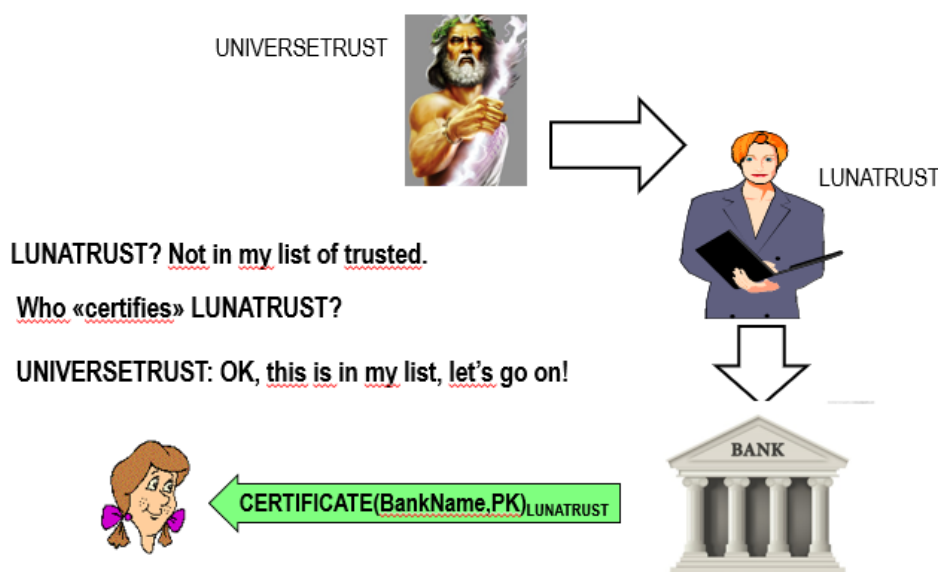 UNIVERSETRUST
LUNATRUST
LUNATRUST? Not in my list of trusted.
Who «certifies» LUNATRUST?
UNIVERSETRUST: OK, this is in my list, let's go on!
BANK
CERTIFICATE(BankName,PK)LUNATRUST